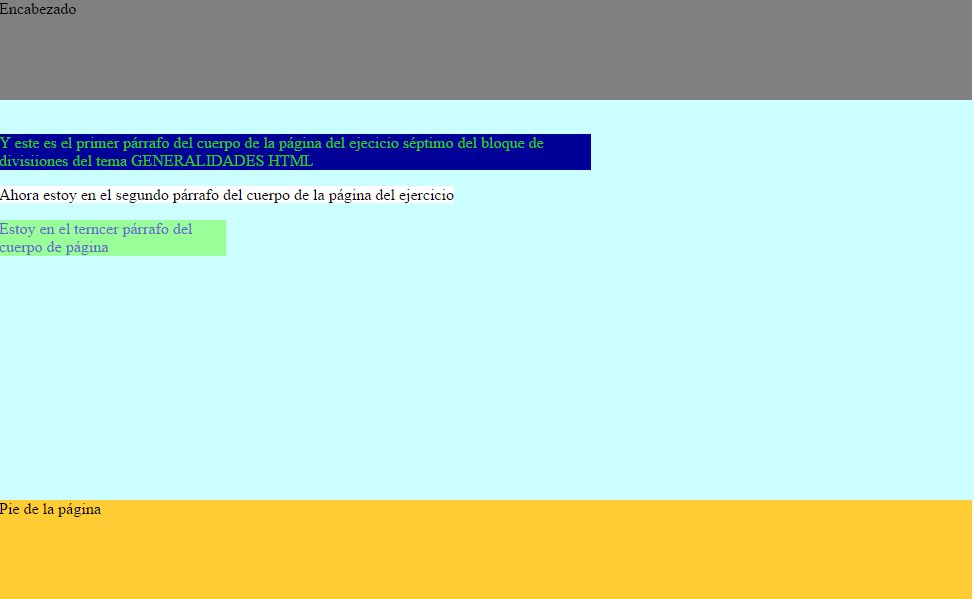 Encabezado
Y este es el primer párrafo del cuerpo de la página del ejecicio séptimo del bloque de
divisiiones del tema GENERALIDADES HTML
Ahora estoy en el segundo párrafo del cuerpo de la página del ejercicio
Estoy en el terncer párrafo del
cuerpo de página
Pie de la página